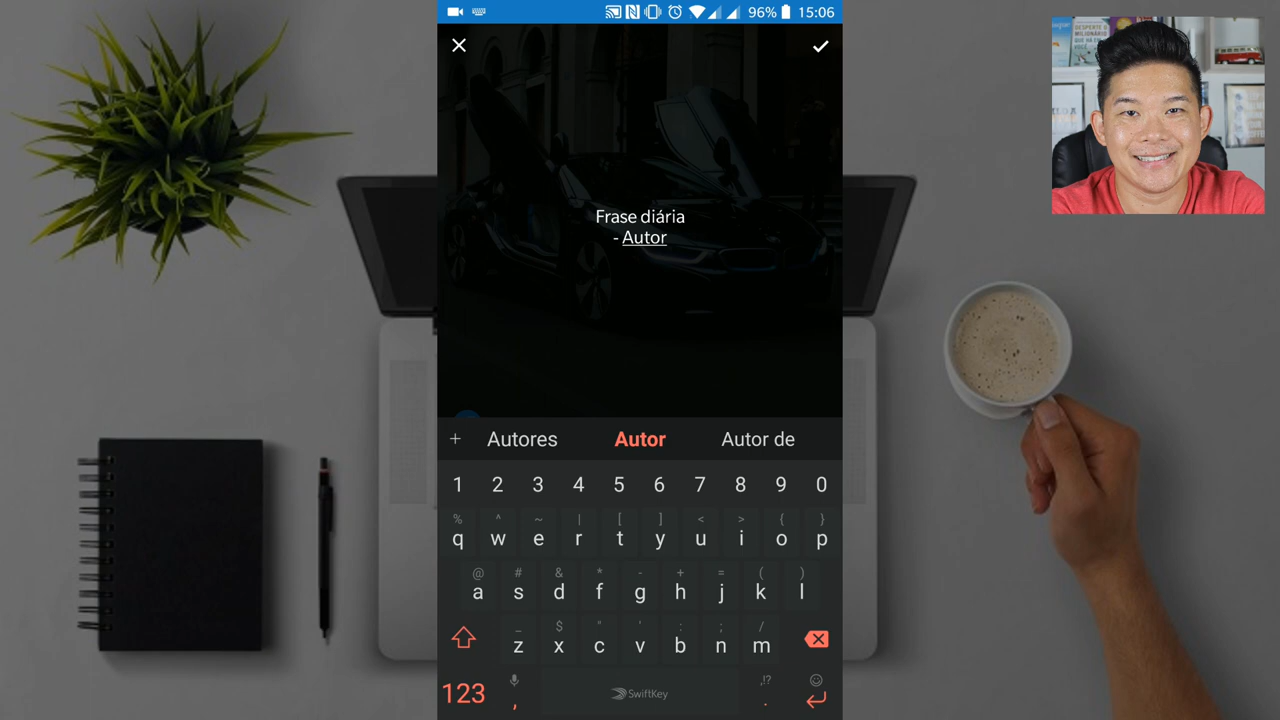 96% 15:06
Frase diária
- Autor
+ Autores Autor Autor de
1 2 3 4 5 6 7 8 9 0
% ^ ~ | [ ] < > { }
q w e r t y u i o p
@ # & * - + = ( )
a s d f g h j k l
_ $ " ' : ; /
z x c v b n m
,!?
123 , SwiftKey .